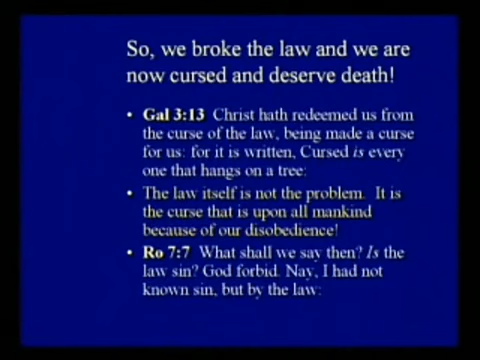 So, we broke the law and we are
now cursed and deserve death!
• Gal 3:13 Christ hath redeemed us from
the curse of the law, being made a curse
for us: for it is written, Cursed is every
one that hangs on a tree:
• The law itself is not the problem. It is
the curse that is upon all mankind
because of our disobedience!
• Ro 7:7 What shall we say then? Is the
law sin? God forbid. Nay, I had not
known sin, but by the law: